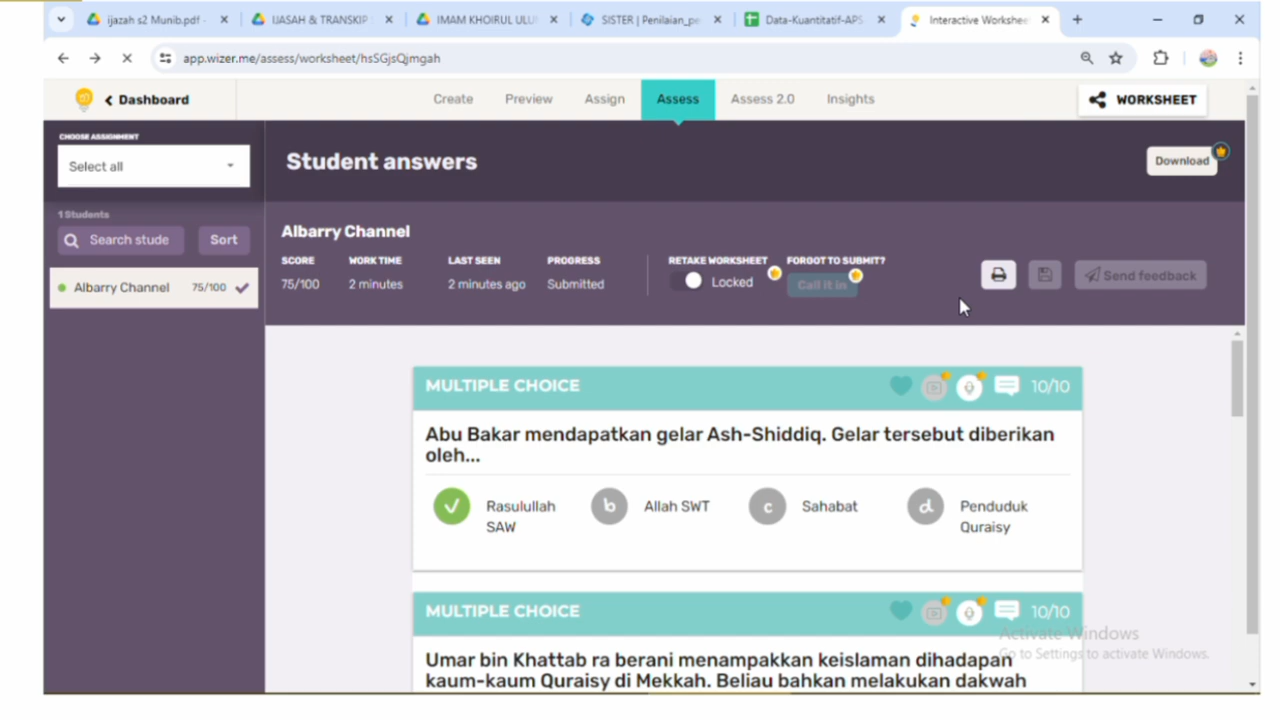 ijazah s2 Munib.pdf -
IJASAH & TRANSKIP
IMAM KHOIRUL ULU
SISTER | Penilaian_pe
Data-Kuantitatif-APS
Interactive Workshee
app.wizer.me/assess/worksheet/hsSGjsQjmgah
Dashboard
Create
Preview
Assign
Assess
Assess 2.0
Insights
WORKSHEET
CHOOSE ASSIGNMENT
Select all
Student answers
Download
1 Students
Search stude
Sort
Albarry Channel 75/100
Albarry Channel
SCORE WORK TIME LAST SEEN PROGRESS
75/100 2 minutes 2 minutes ago Submitted
RETAKE WORKSHEET
Locked
FORGOT TO SUBMIT?
Call it in
Send feedback
MULTIPLE CHOICE 10/10
Abu Bakar mendapatkan gelar Ash-Shiddiq. Gelar tersebut diberikan
oleh...
Rasulullah
SAW
b Allah SWT
c Sahabat
d Penduduk
Quraisy
MULTIPLE CHOICE 10/10
Umar bin Khattab ra berani menampakkan keislaman dihadapan
kaum-kaum Quraisy di Mekkah. Beliau bahkan melakukan dakwah
Activate Windows
Go to Settings to activate Windows.